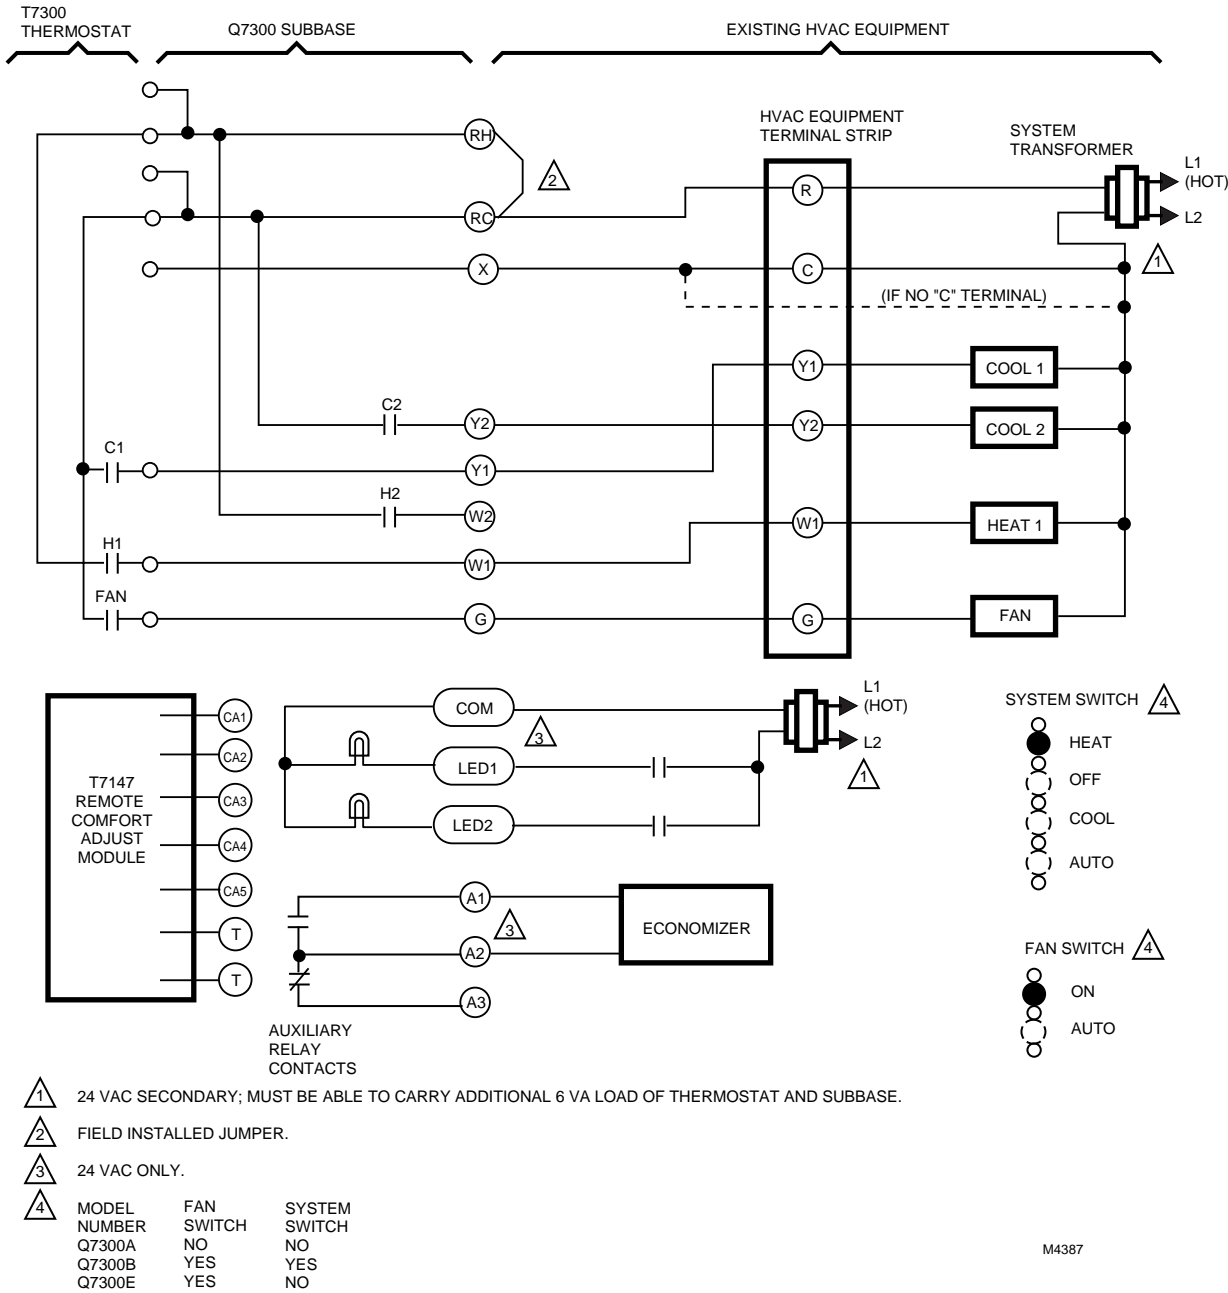 T7300
THERMOSTAT
Q7300 SUBBASE
EXISTING HVAC EQUIPMENT
HVAC EQUIPMENT
TERMINAL STRIP
SYSTEM
TRANSFORMER
L1
(HOT)
L2
1
RH
2
R
RC
X
C
(IF NO "C" TERMINAL)
Y1
COOL 1
C2
Y2
Y2
COOL 2
C1
Y1
H2
W2
W1
HEAT 1
H1
W1
FAN
G
G
FAN
T7147
REMOTE
COMFORT
ADJUST
MODULE
CA1
CA2
CA3
CA4
CA5
T
T
COM
3
LED1
LED2
L1
(HOT)
L2
1
A1
3
A2
A3
ECONOMIZER
AUXILIARY
RELAY
CONTACTS
SYSTEM SWITCH 4
HEAT
OFF
COOL
AUTO
FAN SWITCH 4
ON
AUTO
1 24 VAC SECONDARY; MUST BE ABLE TO CARRY ADDITIONAL 6 VA LOAD OF THERMOSTAT AND SUBBASE.
2 FIELD INSTALLED JUMPER.
3 24 VAC ONLY.
4 MODEL FAN SYSTEM
NUMBER SWITCH SWITCH
Q7300A NO NO
Q7300B YES YES
Q7300E YES NO
M4387